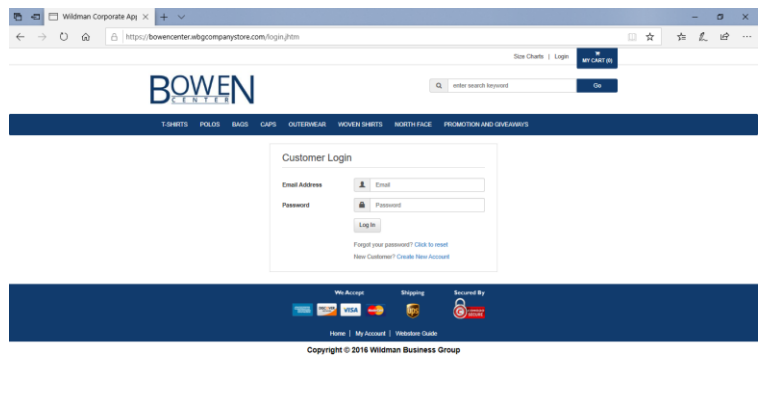 Wildman Corporate App
https://bowencenter.wbgcompanystore.com/login.jhtm
Size Charts | Login
MY CART (0)
BOWEN
CENTER
enter search keyword
Go
T-SHIRTS POLOS BAGS CAPS OUTERWEAR WOVEN SHIRTS NORTH FACE PROMOTION AND GIVEAWAYS
Customer Login
Email Address Email
Password Password
Log In
Forgot your password? Click to reset
New Customer? Create New Account
We Accept Shipping Secured By
VISA
ups
SECURE
Home | My Account | Webstore Guide
Copyright © 2016 Wildman Business Group